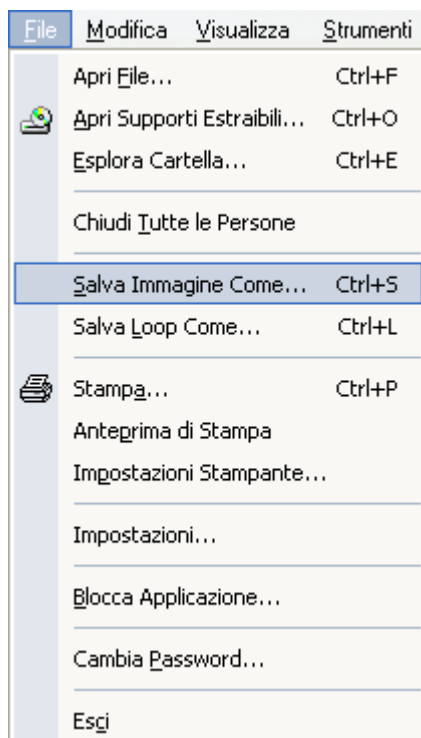 File Modifica Visualizza Strumenti
Apri File... Ctrl+F
Apri Supporti Estraibili... Ctrl+O
Esplora Cartella... Ctrl+E
Chiudi Tutte le Persone
Salva Immagine Come... Ctrl+S
Salva Loop Come... Ctrl+L
Stampa... Ctrl+P
Anteprima di Stampa
Impostazioni Stampante...
Impostazioni...
Blocca Applicazione...
Cambia Password...
Esci